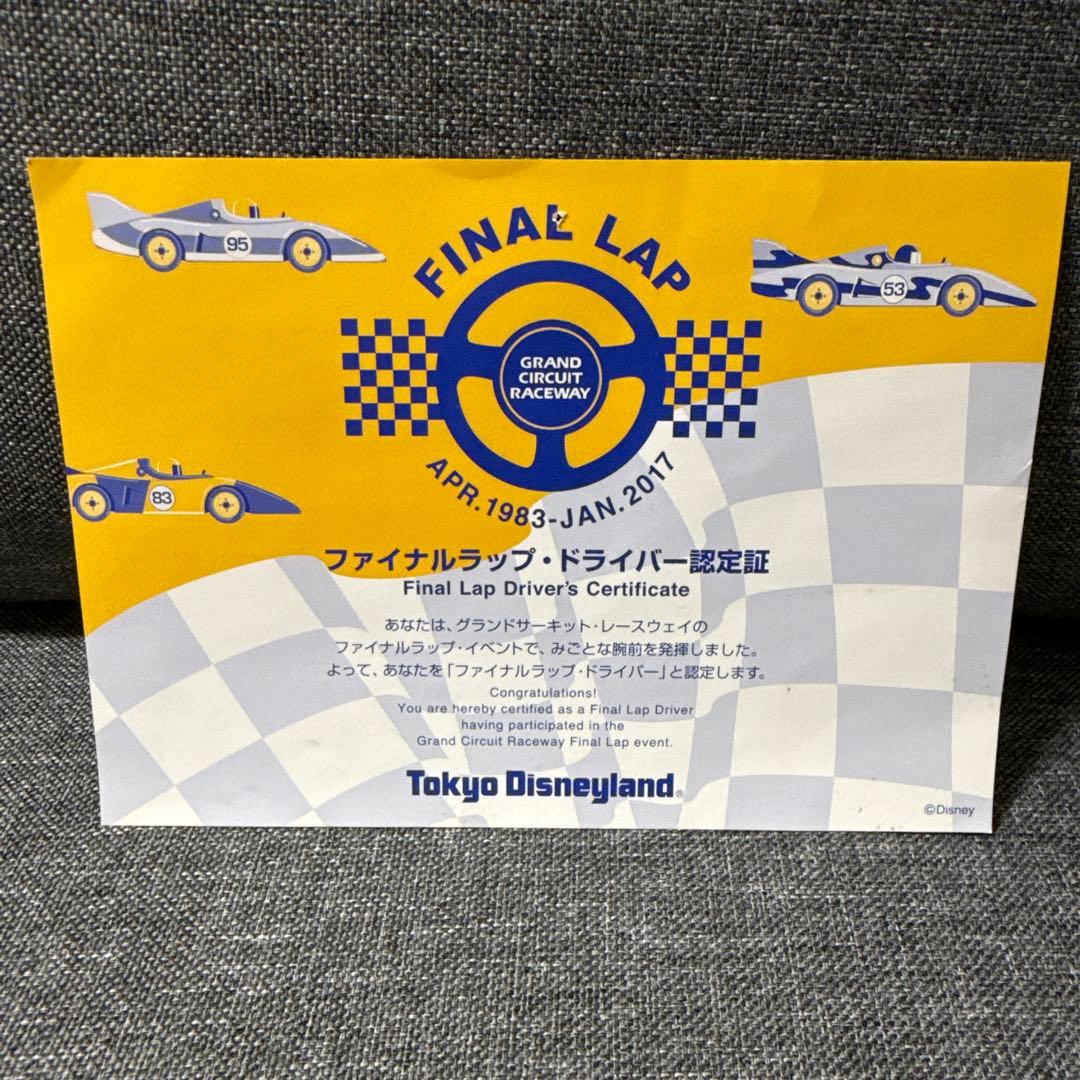 FINAL LAP
95
53
GRAND
CIRCUIT
RACEWAY
83
APR.1983-JAN.2017
ファイナルラップ・ドライバー認定証
Final Lap Driver's Certificate
あなたは、グランドサーキット・レースウェイの
ファイナルラップ・イベントで、みごとな腕前を発揮しました。
よって、あなたを「ファイナルラップ・ドライバー」と認定します。
Congratulations!
You are hereby certified as a Final Lap Driver
having participated in the
Grand Circuit Raceway Final Lap event.
Tokyo Disneyland®
©Disney